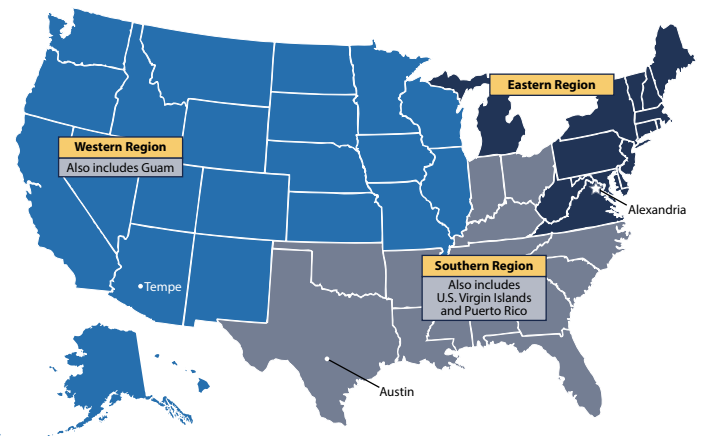 Eastern Region
Western Region
Also includes Guam
Alexandria
Southern Region
Also includes
U.S. Virgin Islands
and Puerto Rico
Tempe
Austin